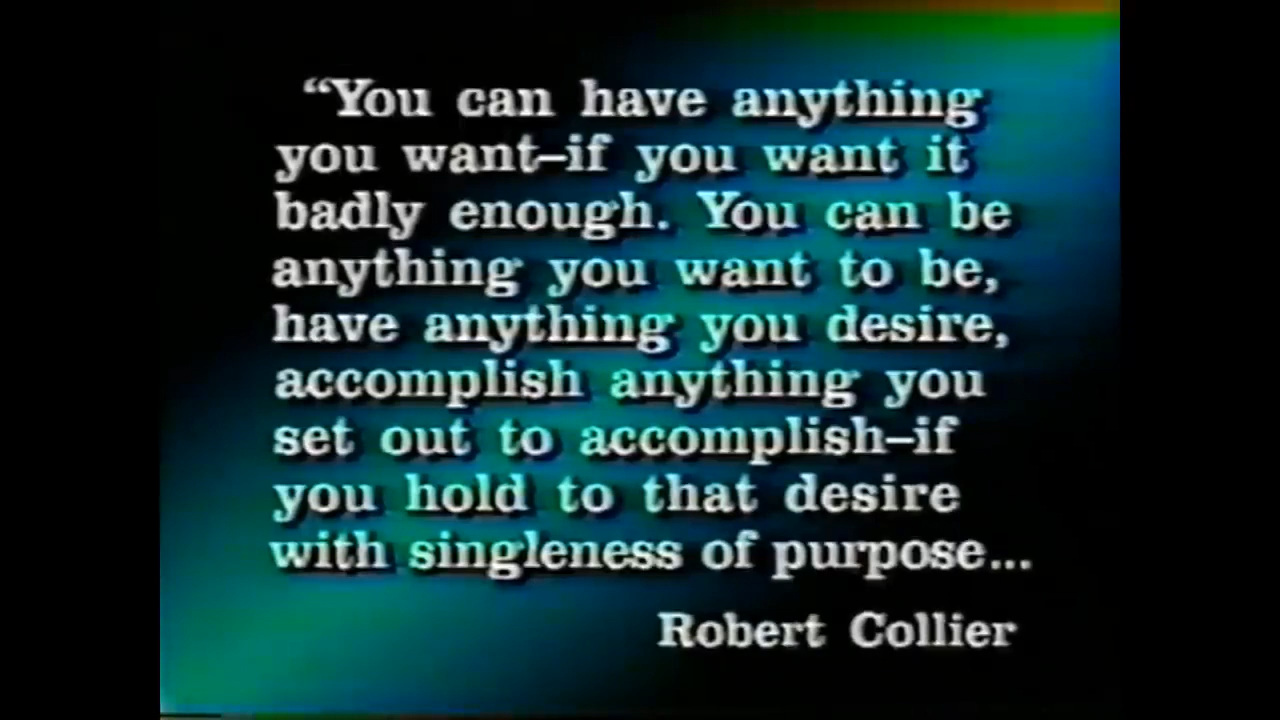 “You can have anything
you want–if you want it
badly enough. You can be
anything you want to be,
have anything you desire,
accomplish anything you
set out to accomplish–if
you hold to that desire
with singleness of purpose...
Robert Collier